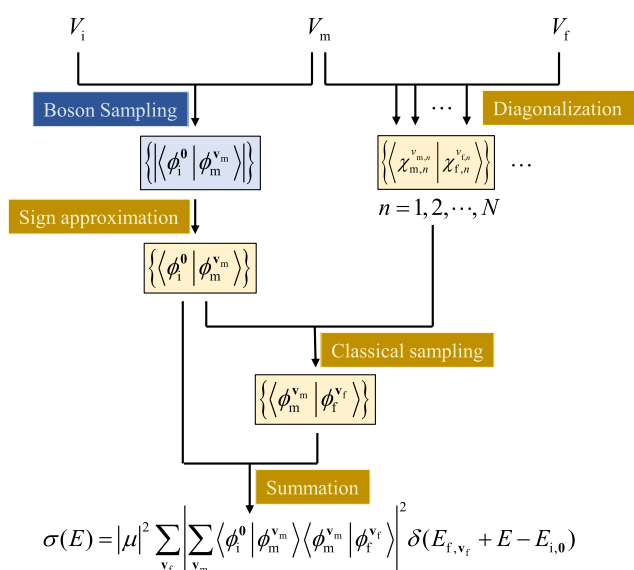 V_i V_m V_f
Boson Sampling ... Diagonalization
{|⟨ϕ_i^0|ϕ_m^{v_m}⟩|} {⟨χ_{m,n}^{v_{m,n}}|χ_{f,n}^{v_{f,n}}⟩} ...
Sign approximation n = 1, 2, ⋯, N
{⟨ϕ_i^0|ϕ_m^{v_m}⟩}
Classical sampling
{⟨ϕ_m^{v_m}|ϕ_f^{v_f}⟩}
Summation
σ(E) = |μ|^2 ∑_{v_f} |∑_{v_m} ⟨ϕ_i^0|ϕ_m^{v_m}⟩⟨ϕ_m^{v_m}|ϕ_f^{v_f}⟩|^2 δ(E_{f,v_f} + E − E_{i,0})